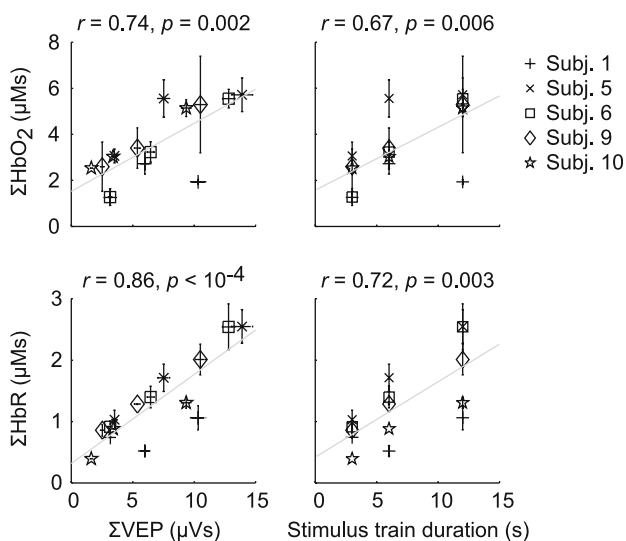 r = 0.74, p = 0.002
r = 0.67, p = 0.006
ΣHbO2 (μMs)
8
6
4
2
0
+ Subj. 1
× Subj. 5
□ Subj. 6
◇ Subj. 9
☆ Subj. 10
r = 0.86, p < 10-4
r = 0.72, p = 0.003
ΣHbR (μMs)
3
2
1
0
0 5 10 15
0 5 10 15
ΣVEP (μVs)
Stimulus train duration (s)